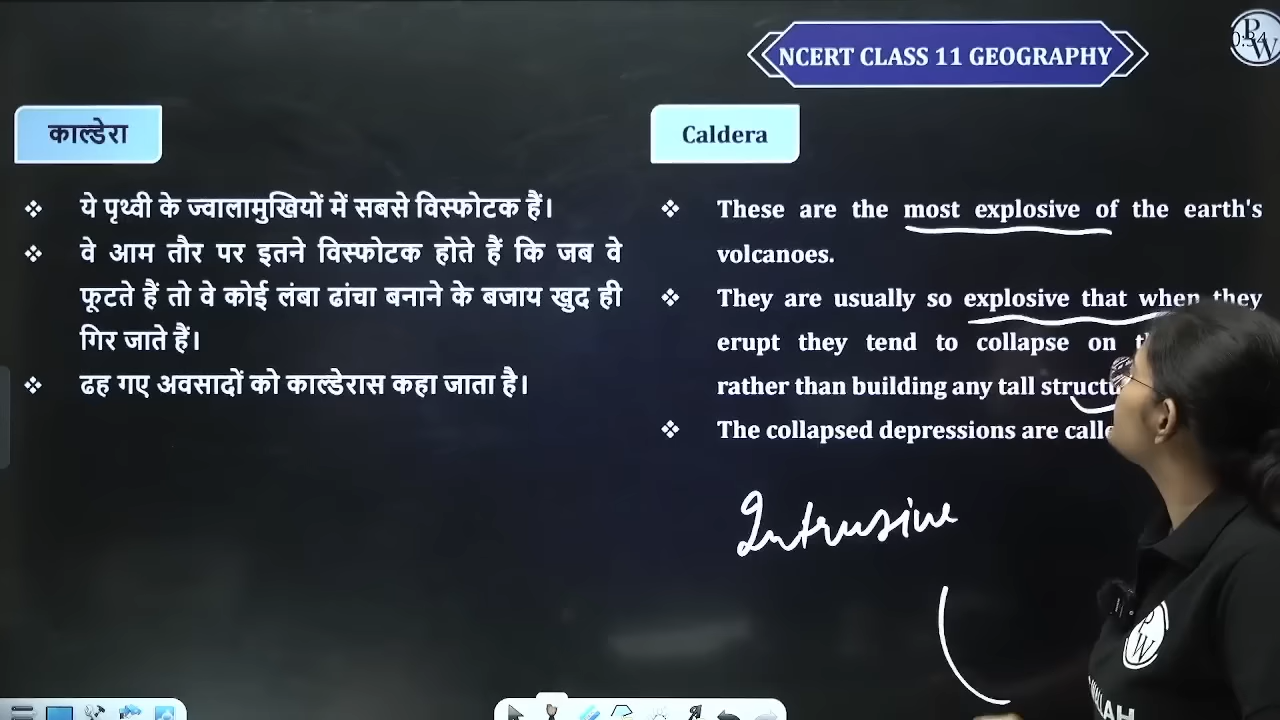 NCERT CLASS 11 GEOGRAPHY
PW
काल्डेरा
❖ ये पृथ्वी के ज्वालामुखियों में सबसे विस्फोटक हैं।
❖ वे आम तौर पर इतने विस्फोटक होते हैं कि जब वे
फूटते हैं तो वे कोई लंबा ढांचा बनाने के बजाय खुद ही
गिर जाते हैं।
❖ ढह गए अवसादों को काल्डेरास कहा जाता है।
Caldera
❖ These are the most explosive of the earth's
volcanoes.
❖ They are usually so explosive that when they
erupt they tend to collapse on
rather than building any tall
❖ The collapsed depressions are
Intrusive
PW